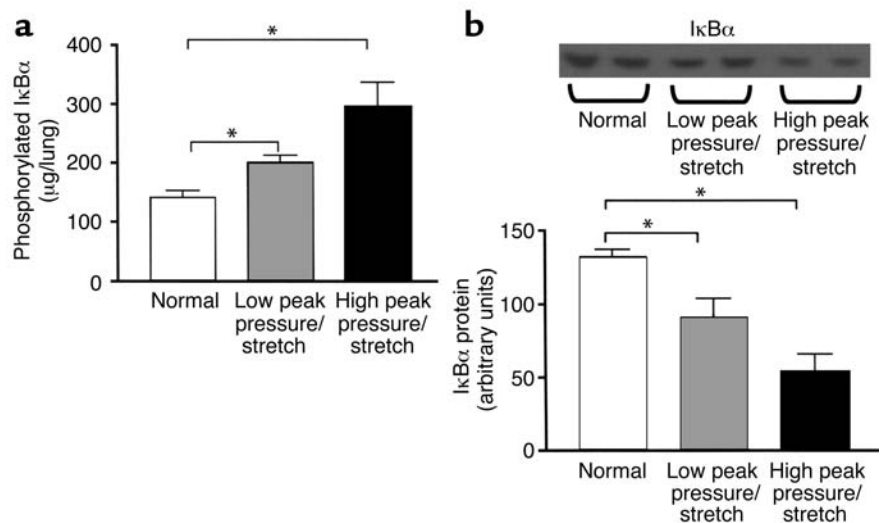 a
*
*
Phosphorylated IκBα
(μg/lung)
400
300
200
100
0
Normal
Low peak
pressure/
stretch
High peak
pressure/
stretch
b
IκBα
Normal
Low peak
pressure/
stretch
High peak
pressure/
stretch
*
*
IκBα protein
(arbitrary units)
150
100
50
0
Normal
Low peak
pressure/
stretch
High peak
pressure/
stretch